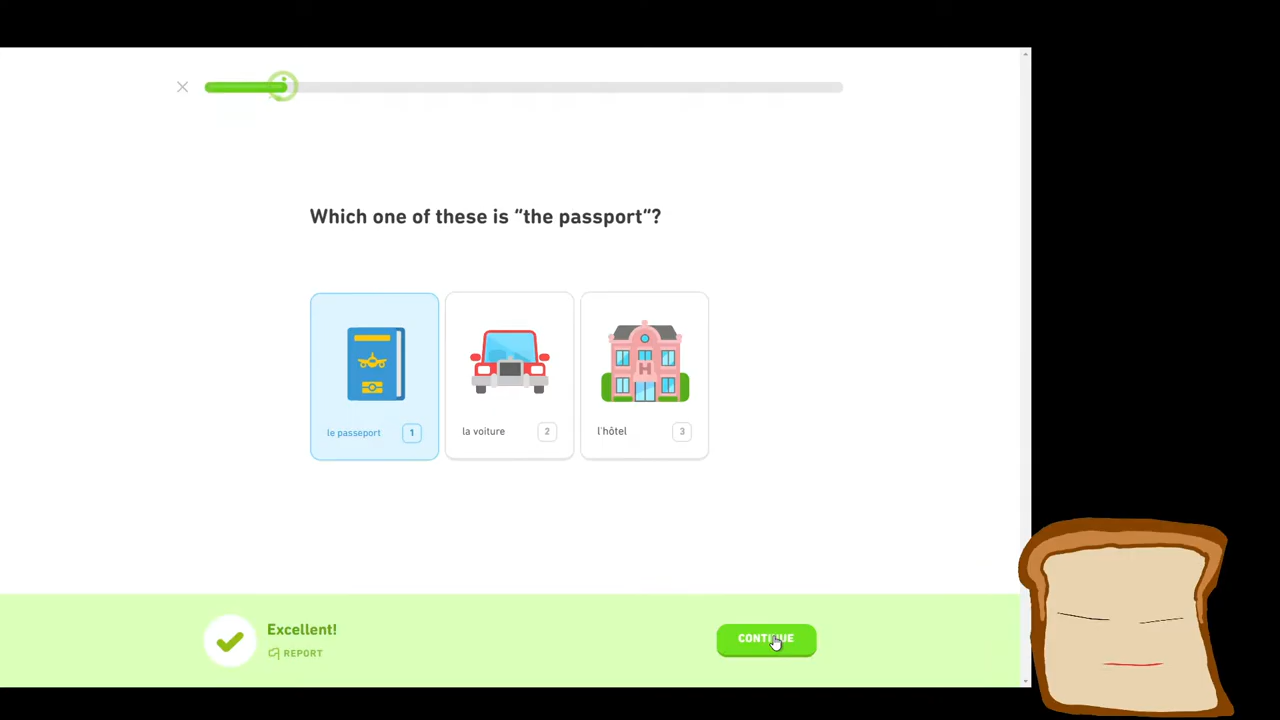 Which one of these is “the passport“?
le passeport 1
la voiture 2
l'hôtel 3
H
Excellent!
REPORT
CONTINUE